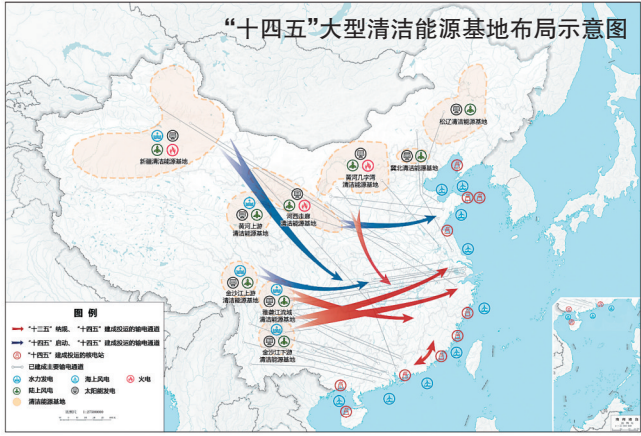 “十四五”大型清洁能源基地布局示意图
松辽清洁能源基地
新疆清洁能源基地
冀北清洁能源基地
黄河几字湾
清洁能源基地
河西走廊
清洁能源基地
黄河上游
清洁能源基地
金沙江上游
清洁能源基地
雅砻江流域
清洁能源基地
金沙江下游
清洁能源基地
图 例
“十三五”结转、“十四五”建成投运的输电通道
“十四五”启动、“十四五”建成投运的输电通道
“十四五”建成投运的核电站
已建成主要输电通道
水力发电 海上风电 火电
陆上风电 太阳能发电
清洁能源基地